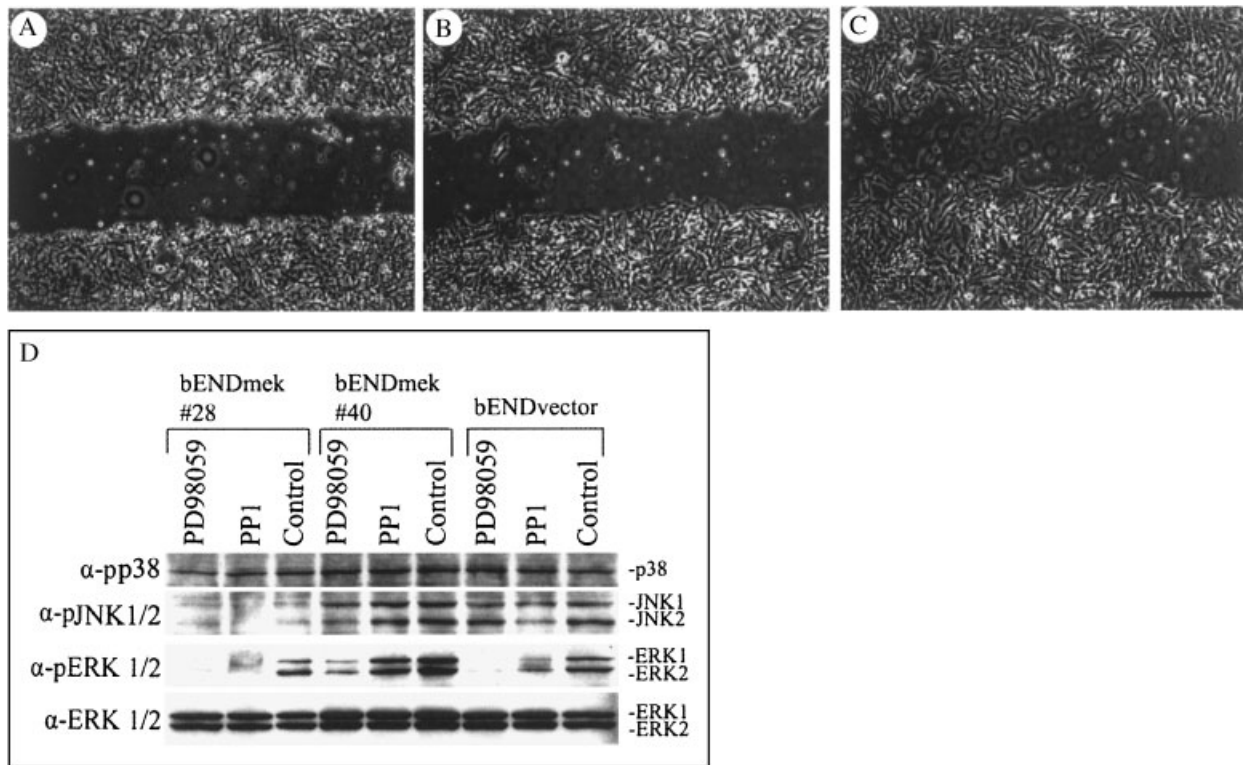 A
B
C
D
bENDmek
#28
bENDmek
#40
bENDvector
PD98059
PP1
Control
PD98059
PP1
Control
PD98059
PP1
Control
α-pp38
-p38
α-pJNK1/2
-JNK1
-JNK2
α-pERK 1/2
-ERK1
-ERK2
α-ERK 1/2
-ERK1
-ERK2